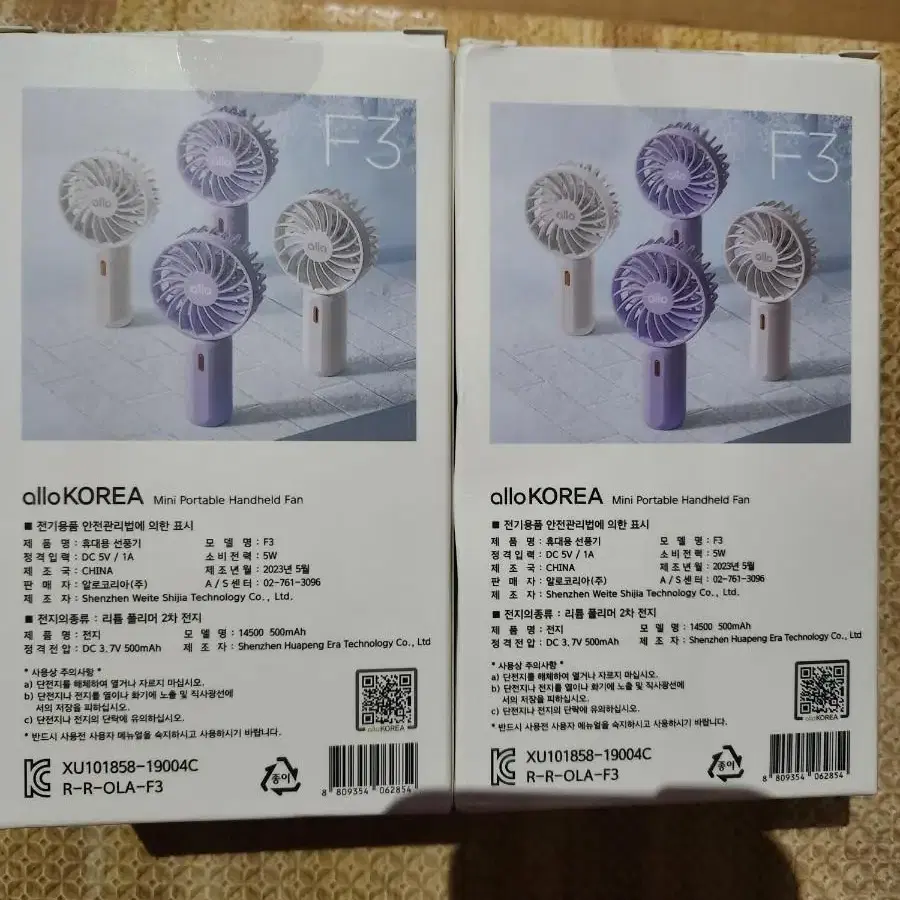 F3
allo
allo
allo
allo
alloKOREA Mini Portable Handheld Fan
■ 전기용품 안전관리법에 의한 표시
제 품 명 : 휴대용 선풍기 모 델 명 : F3
정격입력 : DC 5V / 1A 소비전력 : 5W
제 조 국 : CHINA 제조년월 : 2023년 5월
판 매 자 : 알로코리아(주) A/S센터 : 02-761-3096
제 조 자 : Shenzhen Weite Shijia Technology Co., Ltd.
■ 전지의종류 : 리튬 폴리머 2차 전지
제 품 명 : 전지 모 델 명 : 14500 500mAh
정격전압 : DC 3.7V 500mAh 제 조 자 : Shenzhen Huapeng Era Technology Co., Ltd
* 사용상 주의사항 *
a) 단전지를 해체하여 열거나 자르지 마십시오.
b) 단전지나 전지를 열이나 화기에 노출 및 직사광선에
서의 저장을 피하십시오.
c) 단전지나 전지의 단락에 유의하십시오.
* 반드시 사용전 사용자 메뉴얼을 숙지하시고 사용하시기 바랍니다.
alloKOREA
XU101858-19004C
R-R-OLA-F3
종이
8 809354 062854
F3
allo
allo
allo
allo
alloKOREA Mini Portable Handheld Fan
■ 전기용품 안전관리법에 의한 표시
제 품 명 : 휴대용 선풍기 모 델 명 : F3
정격입력 : DC 5V / 1A 소비전력 : 5W
제 조 국 : CHINA 제조년월 : 2023년 5월
판 매 자 : 알로코리아(주) A/S센터 : 02-761-3096
제 조 자 : Shenzhen Weite Shijia Technology Co., Ltd.
■ 전지의종류 : 리튬 폴리머 2차 전지
제 품 명 : 전지 모 델 명 : 14500 500mAh
정격전압 : DC 3.7V 500mAh 제 조 자 : Shenzhen Huapeng Era Technology Co., Ltd
* 사용상 주의사항 *
a) 단전지를 해체하여 열거나 자르지 마십시오.
b) 단전지나 전지를 열이나 화기에 노출 및 직사광선에
서의 저장을 피하십시오.
c) 단전지나 전지의 단락에 유의하십시오.
* 반드시 사용전 사용자 메뉴얼을 숙지하시고 사용하시기 바랍니다.
alloKOREA
XU101858-19004C
R-R-OLA-F3
종이
8 809354 062854